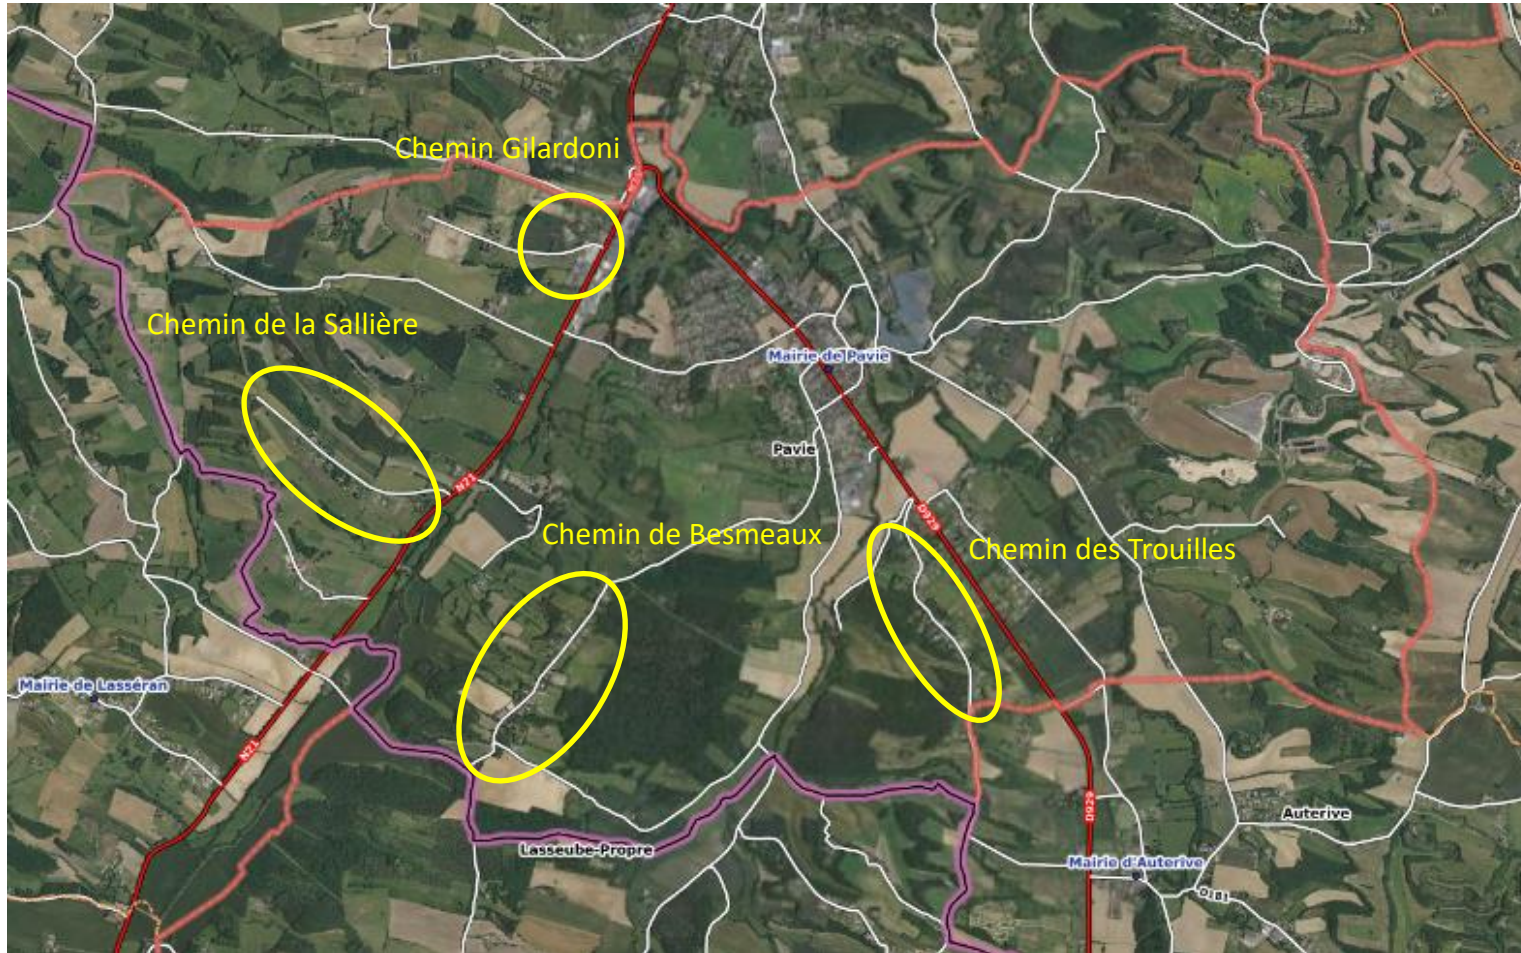 Chemin Gilardoni
N21
Chemin de la Sallière
Mairie de Pavie
Pavie
N21
Chemin de Besmeaux
D929
Chemin des Trouilles
Mairie de Lasséran
N21
D929
Auterive
Lasseube-Propre
Mairie d'Auterive
D181